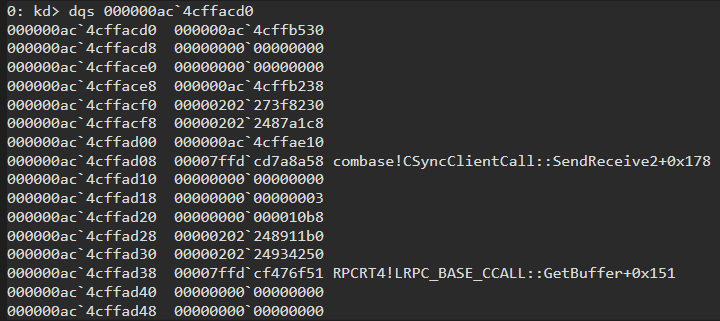 0: kd> dqs 000000ac`4cffacd0
000000ac`4cffacd0  000000ac`4cffb530
000000ac`4cffacd8  00000000`00000000
000000ac`4cfface0  00000000`00000000
000000ac`4cfface8  000000ac`4cffb238
000000ac`4cffacf0  00000202`273f8230
000000ac`4cffacf8  00000202`2487a1c8
000000ac`4cffad00  000000ac`4cffae10
000000ac`4cffad08  00007ffd`cd7a8a58 combase!CSyncClientCall::SendReceive2+0x178
000000ac`4cffad10  00000000`00000000
000000ac`4cffad18  00000000`00000003
000000ac`4cffad20  00000000`000010b8
000000ac`4cffad28  00000202`248911b0
000000ac`4cffad30  00000202`24934250
000000ac`4cffad38  00007ffd`cf476f51 RPCRT4!LRPC_BASE_CCALL::GetBuffer+0x151
000000ac`4cffad40  00000000`00000000
000000ac`4cffad48  00000000`00000000